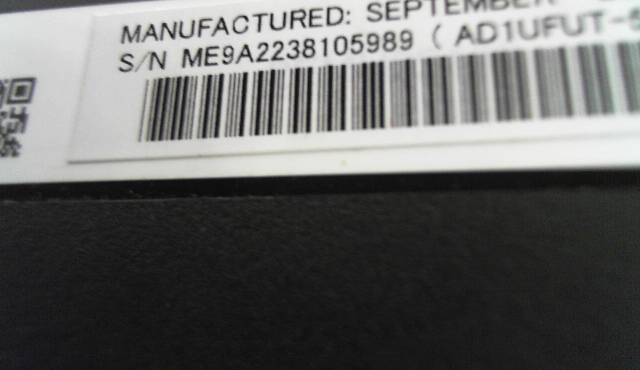 MANUFACTURED: SEPTEMBER
S/N ME9A2238105989 ( AD1UFUT-